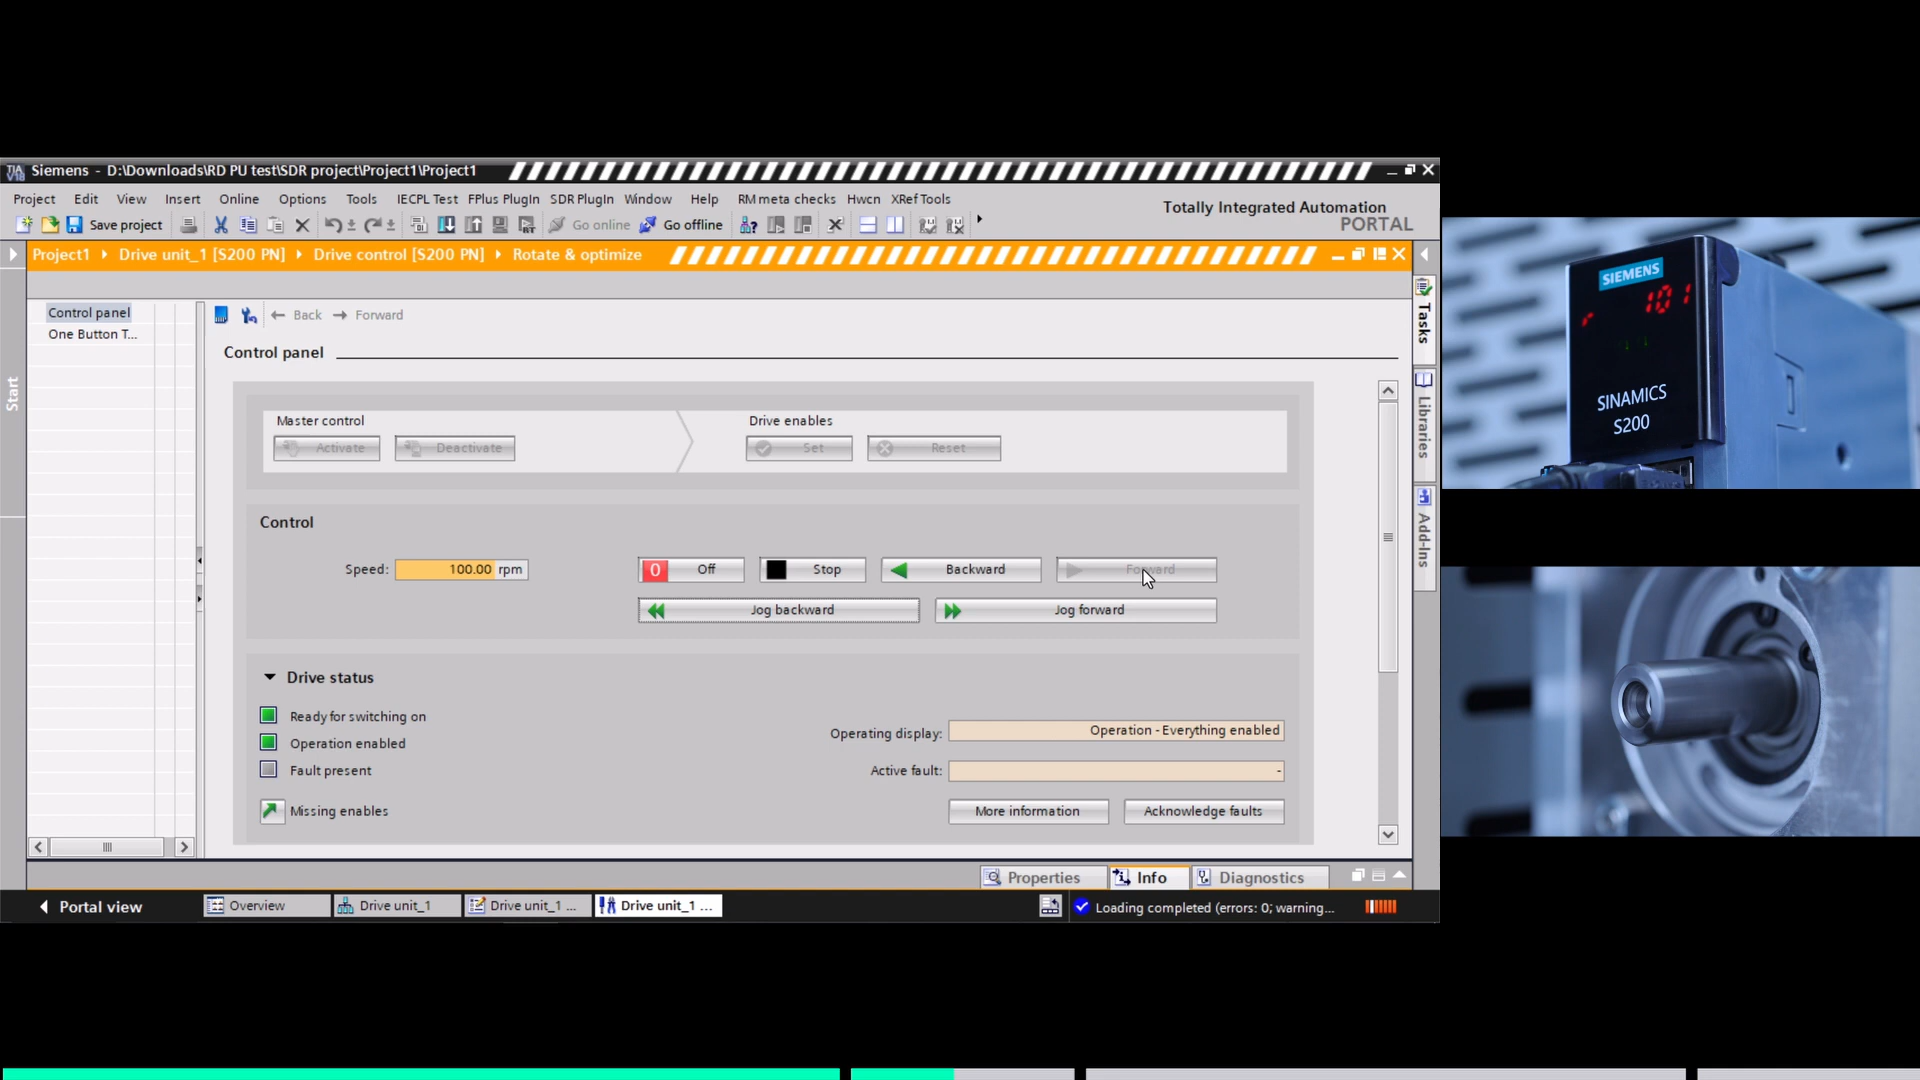 Siemens - D:\Downloads\RD PU test\SDR project\Project1\Project1
Project Edit View Insert Online Options Tools IECPL Test FPlus PlugIn SDR PlugIn Window Help RM meta checks Hwcn XRef Tools
Totally Integrated Automation
PORTAL
Save project
Go online
Go offline
Project1 Drive unit_1 [S200 PN] Drive control [S200 PN] Rotate & optimize
Control panel
One Button T...
Back Forward
Control panel
Master control
Drive enables
Activate
Deactivate
Set
Reset
Control
Speed: 100.00 rpm
0 Off
Stop
Backward
Forward
Jog backward
Jog forward
Drive status
Ready for switching on
Operation enabled
Fault present
Missing enables
Operating display: Operation - Everything enabled
Active fault: -
More information
Acknowledge faults
Properties Info Diagnostics
Portal view
Overview
Drive unit_1
Drive unit_1 ...
Drive unit_1 ...
Loading completed (errors: 0; warning...
Start
Tasks
Libraries
Add-Ins
SIEMENS
r 101
SINAMICS
S200